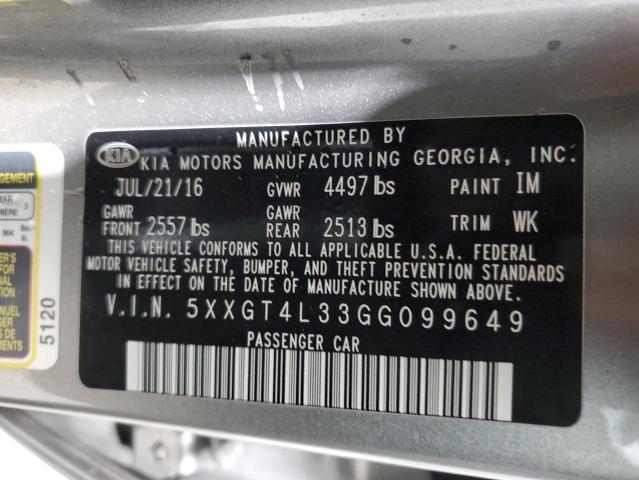 MANUFACTURED BY
KIA KIA MOTORS MANUFACTURING GEORGIA, INC.
JUL/21/16 GVWR 4497 lbs PAINT IM
GAWR FRONT 2557 lbs GAWR REAR 2513 lbs TRIM WK
THIS VEHICLE CONFORMS TO ALL APPLICABLE U.S.A. FEDERAL
MOTOR VEHICLE SAFETY, BUMPER, AND THEFT PREVENTION STANDARDS
IN EFFECT ON THE DATE OF MANUFACTURE SHOWN ABOVE.
V.I.N. 5XXGT4L33GG099649
PASSENGER CAR
5120
904